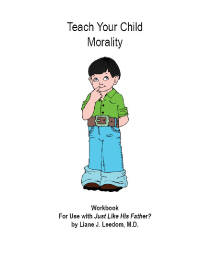 Teach Your Child
Morality
Workbook
For Use with Just Like His Father?
by Liane J. Leedom, M.D.